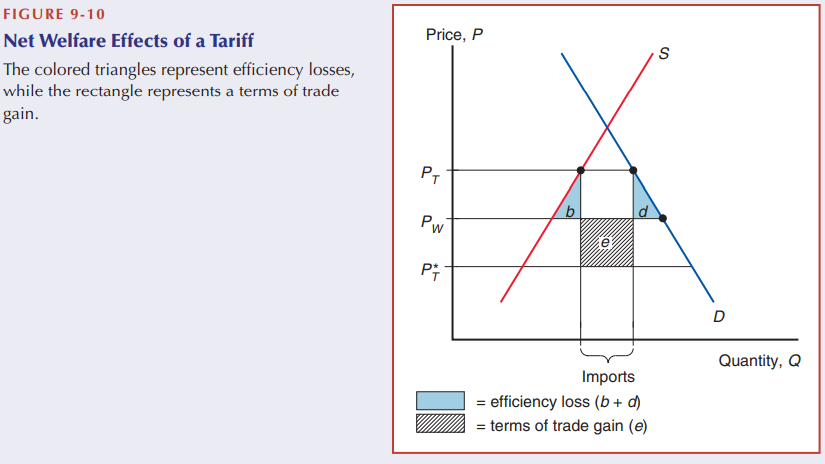 FIGURE 9-10
Net Welfare Effects of a Tariff
The colored triangles represent efficiency losses,
while the rectangle represents a terms of trade
gain.
Price, P
S
P_T
b
d
P_W
e
P*_T
D
Quantity, Q
Imports
= efficiency loss (b + d)
= terms of trade gain (e)